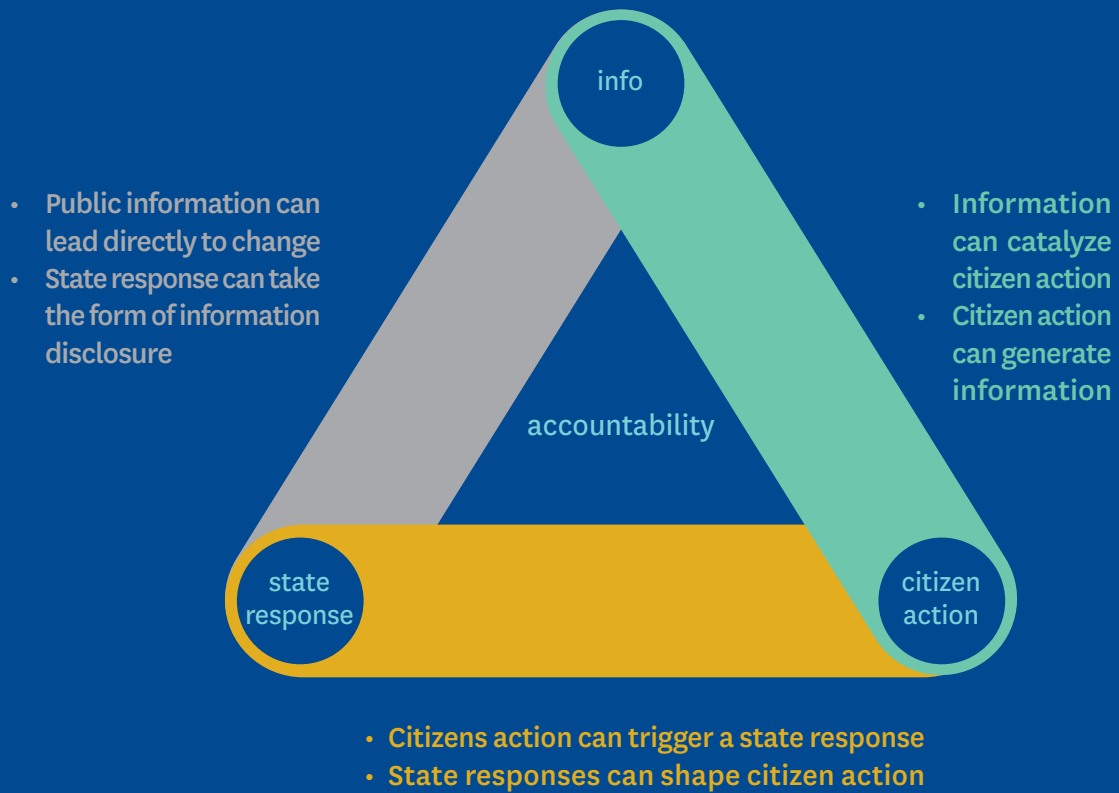 info
• Public information can
lead directly to change
• State response can take
the form of information
disclosure
• Information
can catalyze
citizen action
• Citizen action
can generate
information
accountability
state
response
citizen
action
• Citizens action can trigger a state response
• State responses can shape citizen action